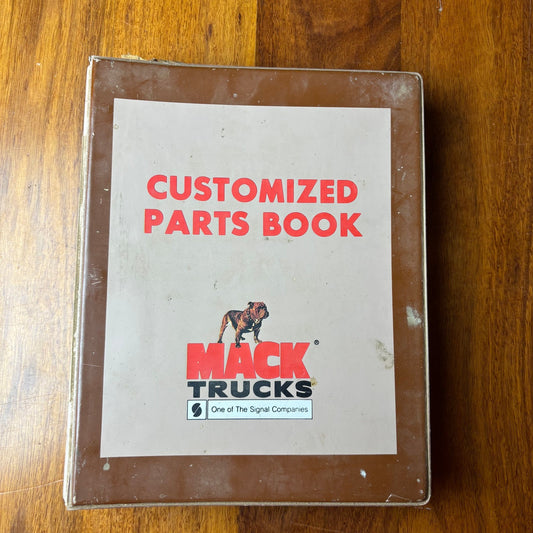 CUSTOMIZED
PARTS BOOK
MACK®
TRUCKS
One of The Signal Companies